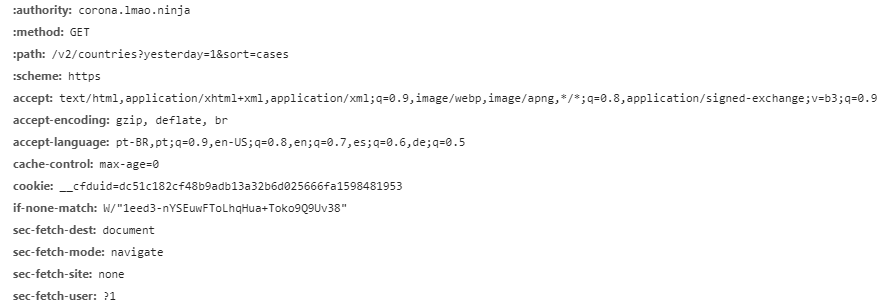 :authority: corona.lmao.ninja
:method: GET
:path: /v2/countries?yesterday=1&sort=cases
:scheme: https
accept: text/html,application/xhtml+xml,application/xml;q=0.9,image/webp,image/apng,*/*;q=0.8,application/signed-exchange;v=b3;q=0.9
accept-encoding: gzip, deflate, br
accept-language: pt-BR,pt;q=0.9,en-US;q=0.8,en;q=0.7,es;q=0.6,de;q=0.5
cache-control: max-age=0
cookie: __cfduid=dc51c182cf48b9adb13a32b6d025666fa1598481953
if-none-match: W/"1eed3-nYSEuwFToLhqHua+Toko9Q9Uv38"
sec-fetch-dest: document
sec-fetch-mode: navigate
sec-fetch-site: none
sec-fetch-user: ?1